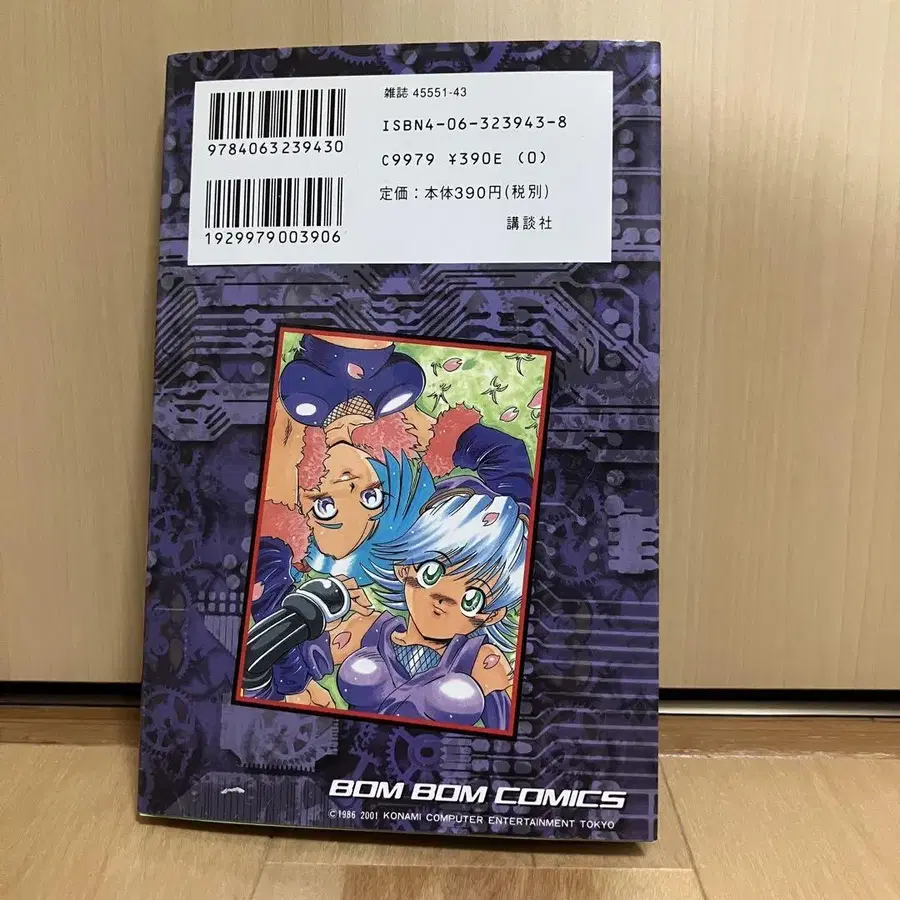 雑誌 45551-43
ISBN4-06-323943-8
9784063239430
C9979 ¥390E (0)
定価：本体390円(税別)
1929979003906
講談社
BOM BOM COMICS
©1986 2001 KONAMI COMPUTER ENTERTAINMENT TOKYO